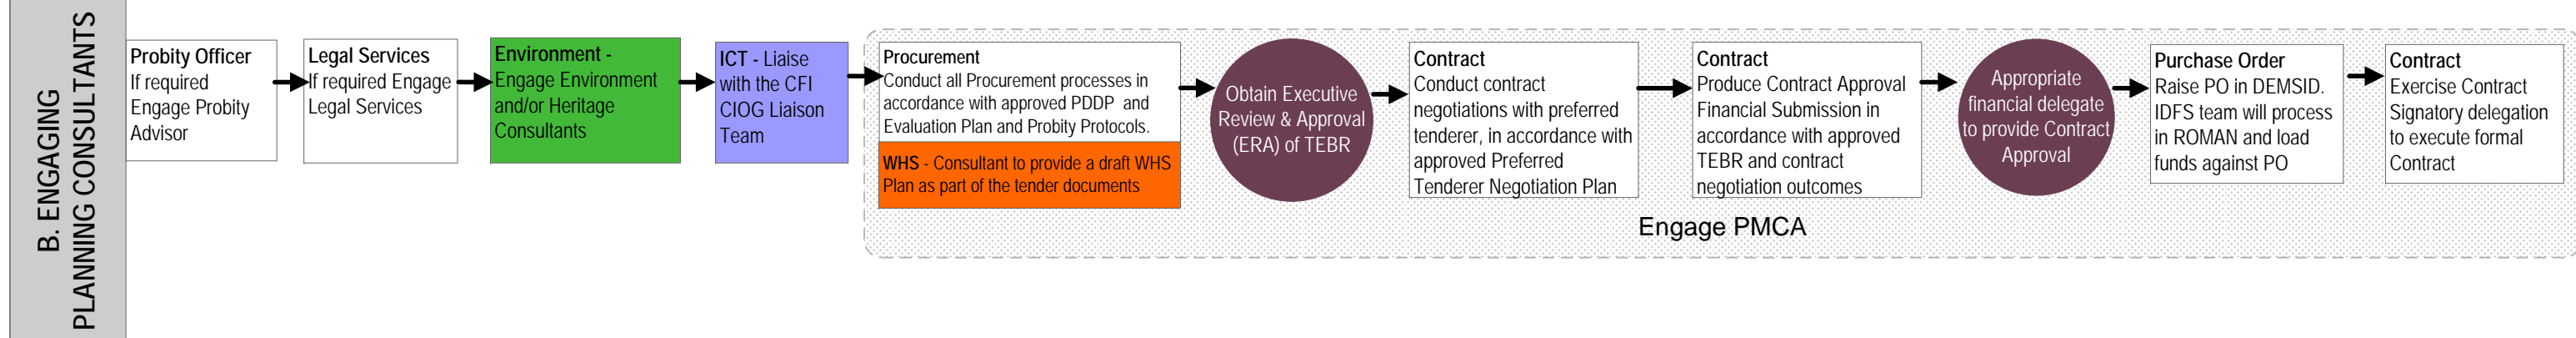 B. ENGAGING
PLANNING CONSULTANTS
Probity Officer
If required
Engage Probity
Advisor
Legal Services
If required Engage
Legal Services
Environment -
Engage Environment
and/or Heritage
Consultants
ICT - Liaise
with the CFI
CIOG Liaison
Team
Procurement
Conduct all Procurement processes in
accordance with approved PDDP and
Evaluation Plan and Probity Protocols.
WHS - Consultant to provide a draft WHS
Plan as part of the tender documents
Obtain Executive
Review & Approval
(ERA) of TEBR
Contract
Conduct contract
negotiations with preferred
tenderer, in accordance with
approved Preferred
Tenderer Negotiation Plan
Contract
Produce Contract Approval
Financial Submission in
accordance with approved
TEBR and contract
negotiation outcomes
Appropriate
financial delegate
to provide Contract
Approval
Purchase Order
Raise PO in DEMSID.
IDFS team will process
in ROMAN and load
funds against PO
Contract
Exercise Contract
Signatory delegation
to execute formal
Contract
Engage PMCA